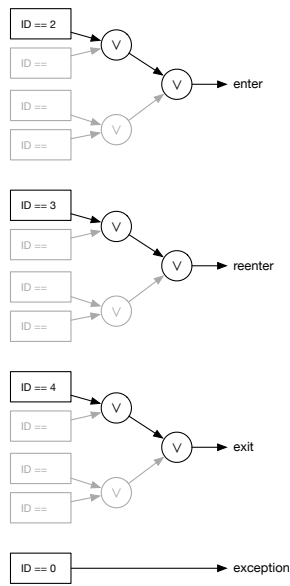 ID == 2
∨
ID ==
∨
enter
ID ==
∨
ID ==
ID == 3
∨
ID ==
∨
reenter
ID ==
∨
ID ==
ID == 4
∨
ID ==
∨
exit
ID ==
∨
ID ==
ID == 0
exception